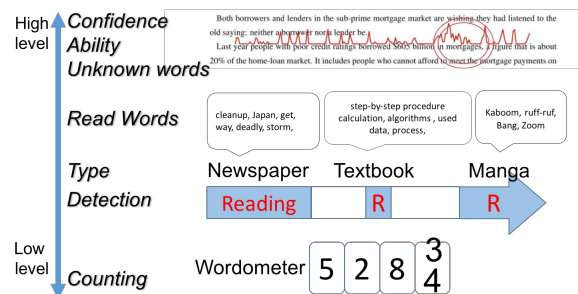 High
level
Confidence
Ability
Unknown words
Both borrowers and lenders in the sub-prime mortgage market are wishing they had listened to the
old saying: neither a borrower nor a lender be.
Last year people with poor credit ratings borrowed $605 billion in mortgages, a figure that is about
20% of the home-loan market. It includes people who cannot afford to meet the mortgage payments on
Read Words
cleanup, Japan, get,
way, deadly, storm,
step-by-step procedure
calculation, algorithms , used
data, process,
Kaboom, ruff-ruf,
Bang, Zoom
Type
Newspaper Textbook Manga
Detection
Reading R R
Low
level
Counting
Wordometer 5 2 8 3
4